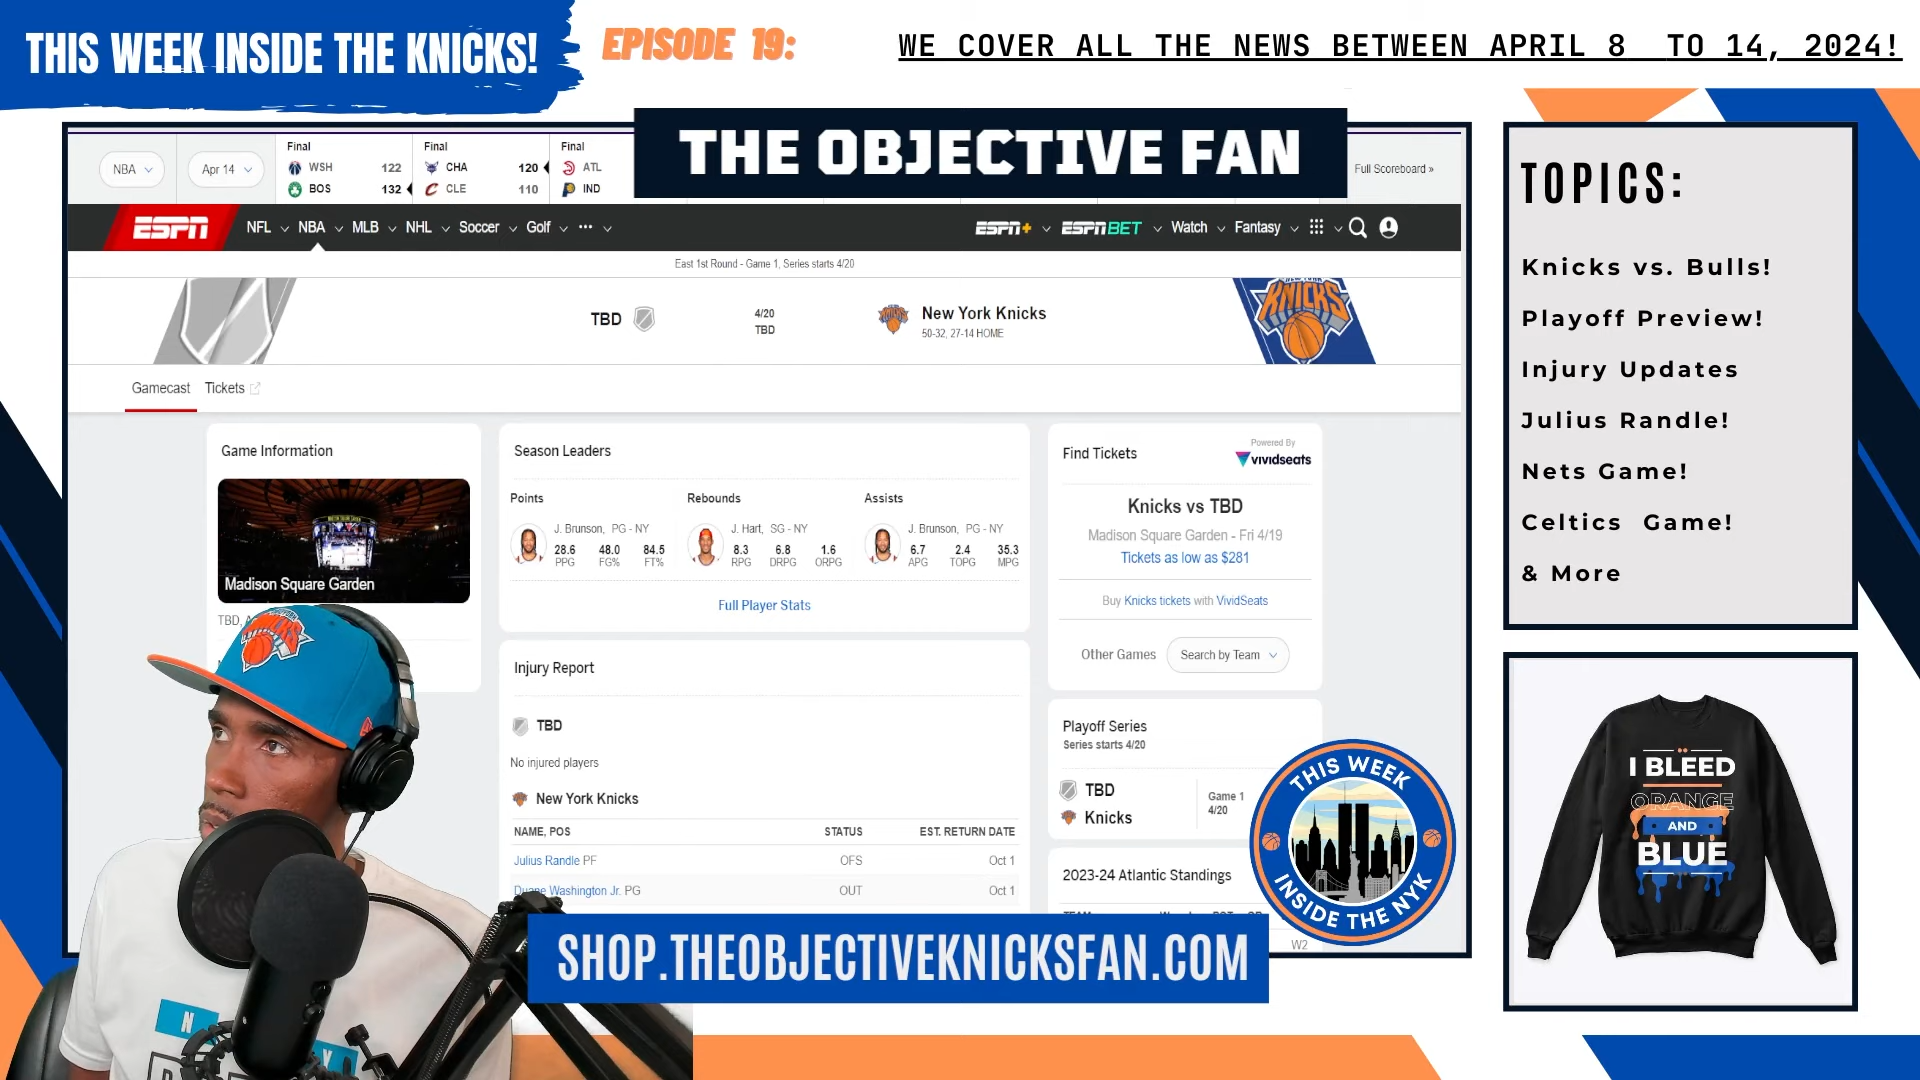 THIS WEEK INSIDE THE KNICKS!
EPISODE 19:
WE COVER ALL THE NEWS BETWEEN APRIL 8 TO 14, 2024!
THE OBJECTIVE FAN
NBA
Apr 14
Final
WSH 122
BOS 132
Final
CHA 120
CLE 110
Final
ATL
IND
Full Scoreboard »
ESPN
NFL
NBA
MLB
NHL
Soccer
Golf
ESPN+
ESPN BET
Watch
Fantasy
East 1st Round - Game 1, Series starts 4/20
TBD
4/20
TBD
New York Knicks
50-32, 27-14 HOME
KNICKS
Gamecast
Tickets
Game Information
Madison Square Garden
TBD,
Season Leaders
Points
J. Brunson, PG - NY
28.6 48.0 84.5
PPG FG% FT%
Rebounds
J. Hart, SG - NY
8.3 6.8 1.6
RPG DRPG ORPG
Assists
J. Brunson, PG - NY
6.7 2.4 35.3
APG TOPG MPG
Full Player Stats
Injury Report
TBD
No injured players
New York Knicks
NAME, POS STATUS EST. RETURN DATE
Julius Randle PF OFS Oct 1
Duane Washington Jr. PG OUT Oct 1
Find Tickets
Powered By
vividseats
Knicks vs TBD
Madison Square Garden - Fri 4/19
Tickets as low as $281
Buy Knicks tickets with VividSeats
Other Games
Search by Team
Playoff Series
Series starts 4/20
TBD
Knicks
Game 1
4/20
2023-24 Atlantic Standings
W2
THIS WEEK
INSIDE THE NYK
SHOP.THEOBJECTIVEKNICKSFAN.COM
TOPICS:
Knicks vs. Bulls!
Playoff Preview!
Injury Updates
Julius Randle!
Nets Game!
Celtics Game!
& More
I BLEED
ORANGE
AND
BLUE